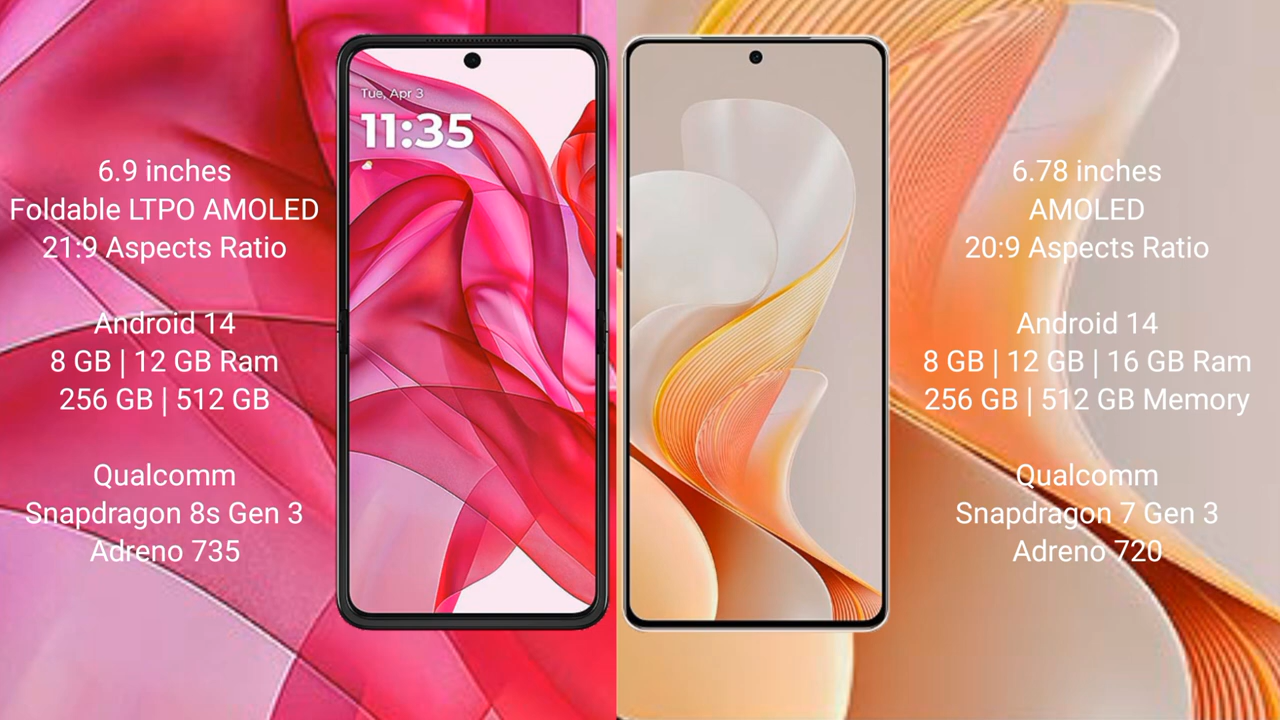 6.9 inches
Foldable LTPO AMOLED
21:9 Aspects Ratio
Android 14
8 GB | 12 GB Ram
256 GB | 512 GB
Qualcomm
Snapdragon 8s Gen 3
Adreno 735
Tue, Apr 3
11:35
6.78 inches
AMOLED
20:9 Aspects Ratio
Android 14
8 GB | 12 GB | 16 GB Ram
256 GB | 512 GB Memory
Qualcomm
Snapdragon 7 Gen 3
Adreno 720